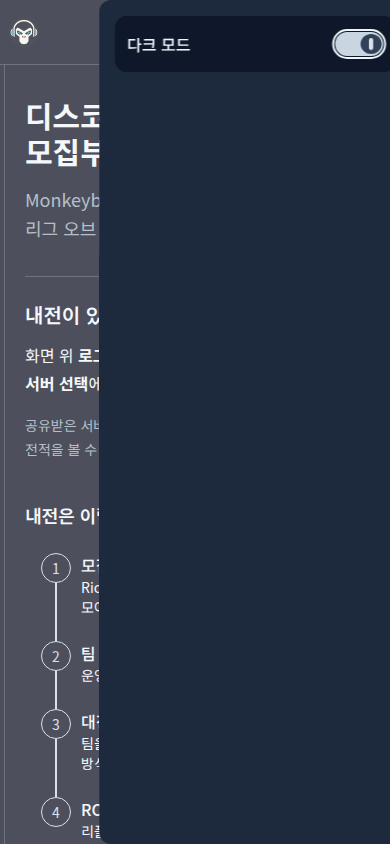 다크 모드
디스코
모집부
Monkeyb
리그 오브
내전이 있
화면 위 로그
서버 선택에
공유받은 서버
전적을 볼 수
내전은 이렇
1
Rio
모이
2 팀
운영
3
팀을
방식
4 RO
리플